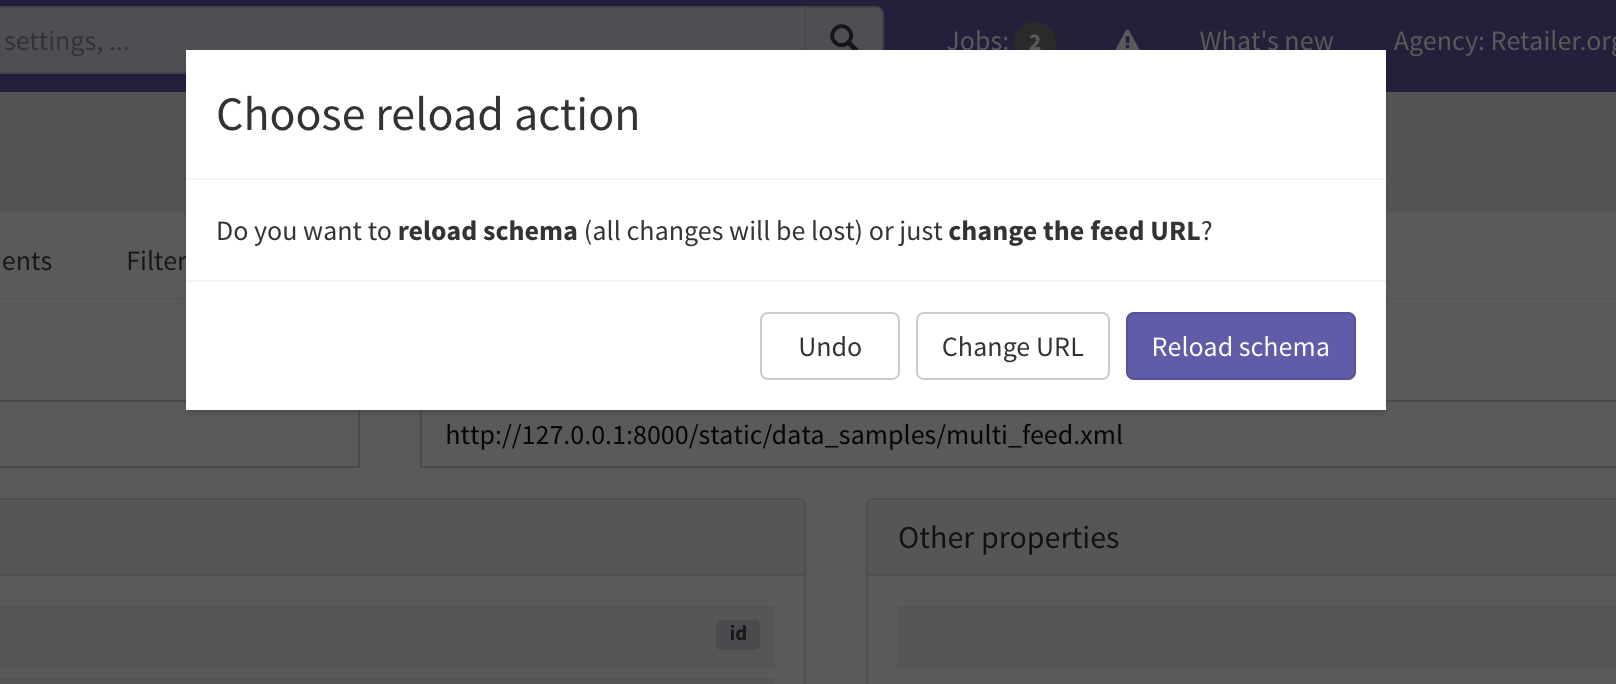 settings, ...
Jobs: 2
What's new
Agency: Retailer.org
Choose reload action
Do you want to reload schema (all changes will be lost) or just change the feed URL?
ents
Filter
Undo
Change URL
Reload schema
http://127.0.0.1:8000/static/data_samples/multi_feed.xml
Other properties
id